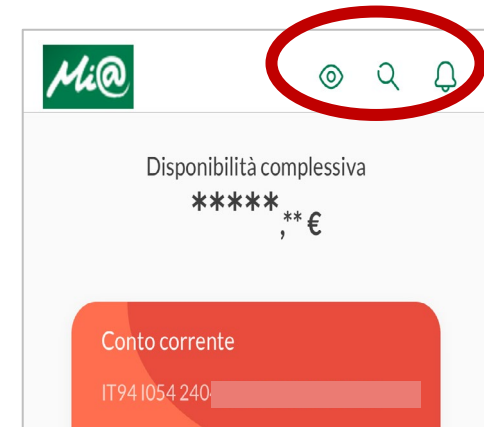 Mi@
Disponibilità complessiva
*****,** €
Conto corrente
IT94 I054 240